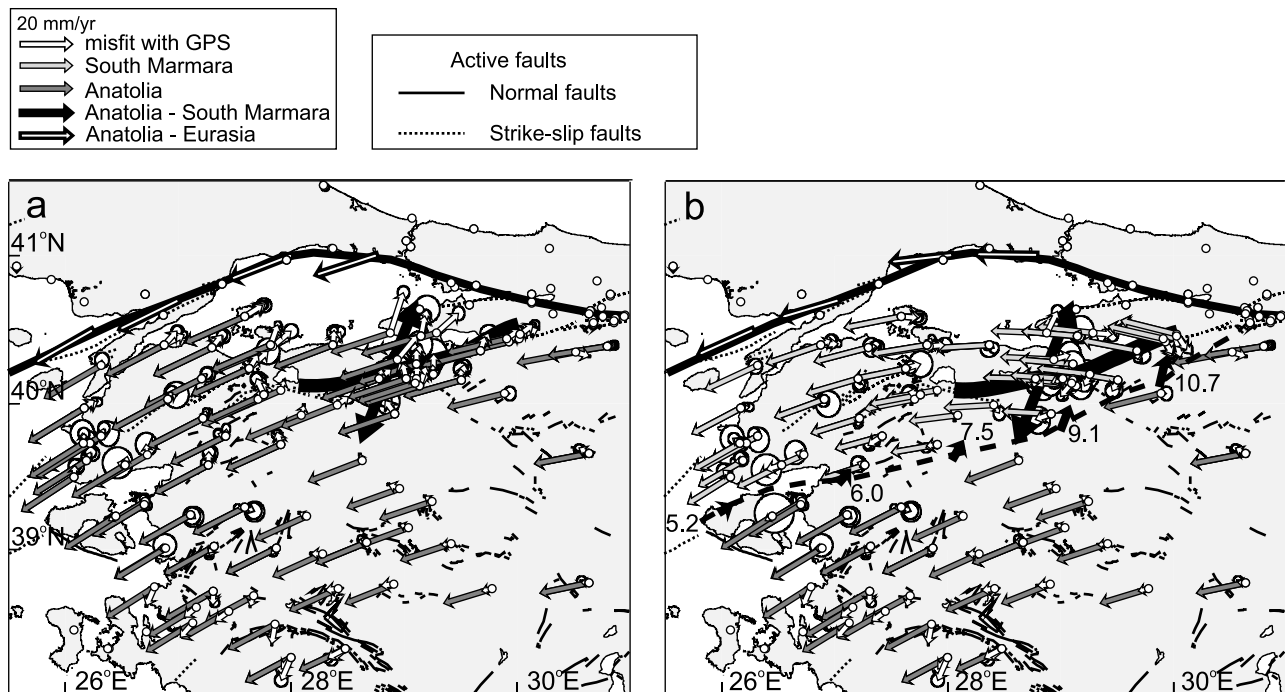 20 mm/yr
misfit with GPS
South Marmara
Anatolia
Anatolia - South Marmara
Anatolia - Eurasia
Active faults
Normal faults
Strike-slip faults
a
41°N
40°N
39°N
26°E
28°E
30°E
b
10.7
9.1
7.5
6.0
5.2
26°E
28°E
30°E